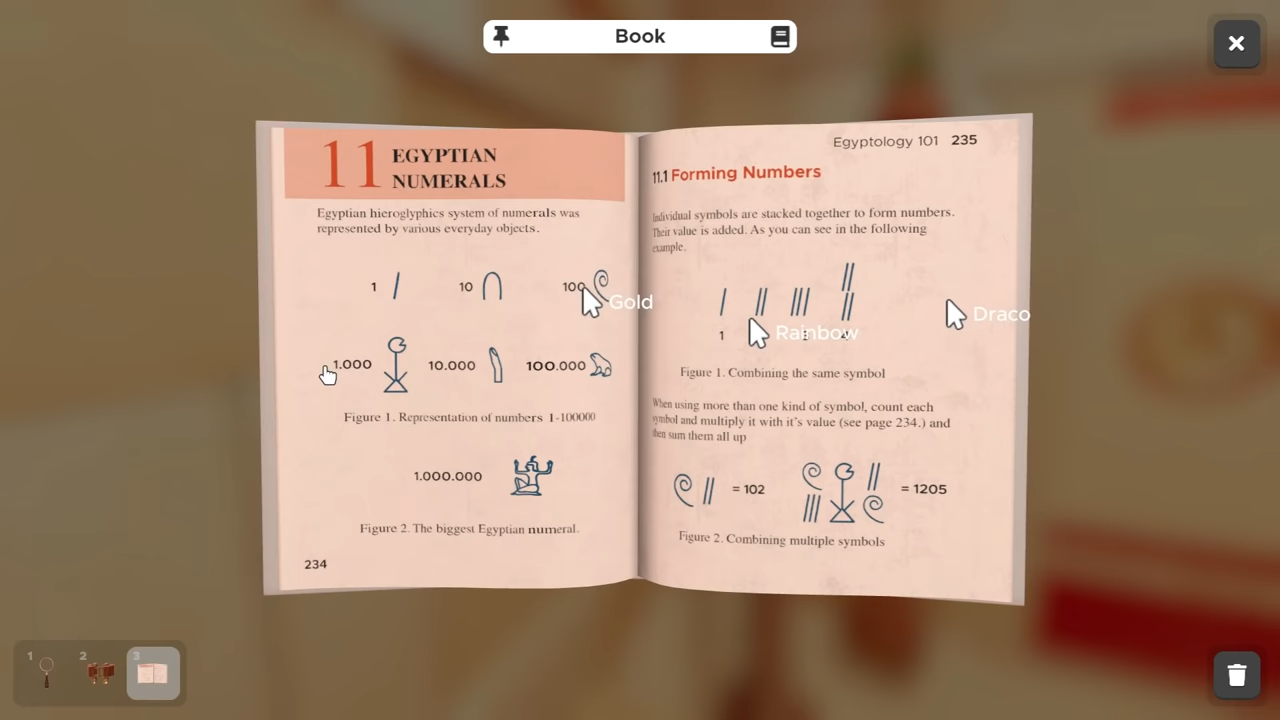 Book
11 EGYPTIAN
NUMERALS
Egyptian hieroglyphics system of numerals was
represented by various everyday objects.
1
10
100
Gold
1.000
10.000
100.000
Figure 1. Representation of numbers 1-100000
1.000.000
Figure 2. The biggest Egyptian numeral.
234
Egyptology 101 235
11.1 Forming Numbers
Individual symbols are stacked together to form numbers.
Their value is added. As you can see in the following
example.
1
Rainbow
Draco
Figure 1. Combining the same symbol
When using more than one kind of symbol, count each
symbol and multiply it with it's value (see page 234.) and
then sum them all up
= 102
= 1205
Figure 2. Combining multiple symbols
1
2
3